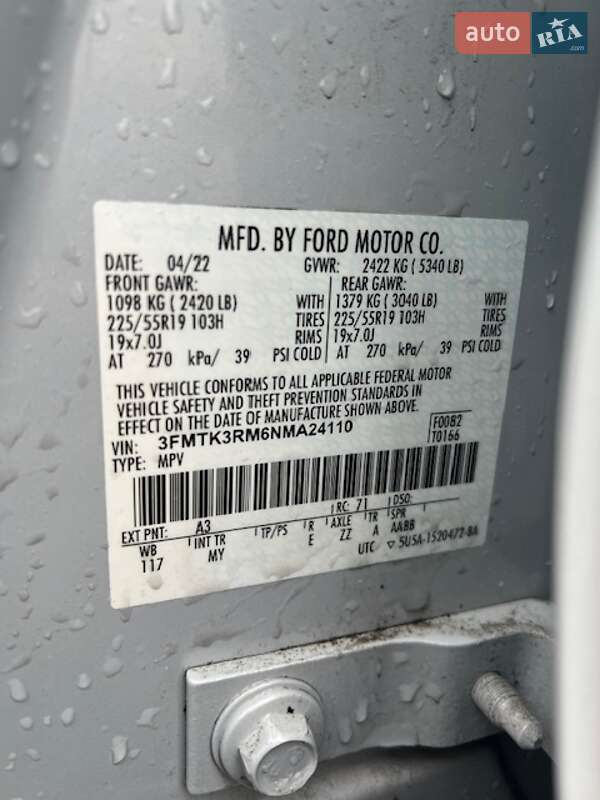 auto RIA .com
MFD. BY FORD MOTOR CO.
DATE: 04/22 GVWR: 2422 KG ( 5340 LB)
FRONT GAWR: REAR GAWR:
1098 KG ( 2420 LB) WITH 1379 KG ( 3040 LB) WITH
225/55R19 103H TIRES 225/55R19 103H TIRES
19x7.0J RIMS 19x7.0J RIMS
AT 270 kPa/ 39 PSI COLD AT 270 kPa/ 39 PSI COLD
THIS VEHICLE CONFORMS TO ALL APPLICABLE FEDERAL MOTOR
VEHICLE SAFETY AND THEFT PREVENTION STANDARDS IN
EFFECT ON THE DATE OF MANUFACTURE SHOWN ABOVE.
VIN: 3FMTK3RM6NMA24110 F0082
TYPE: MPV T0166
EXT PNT: A3 RC: 71 DSO:
WB INT TR TP/PS R AXLE TR SPR
117 MY E ZZ A AABB
UTC ▽ 5U5A-1520472-BA